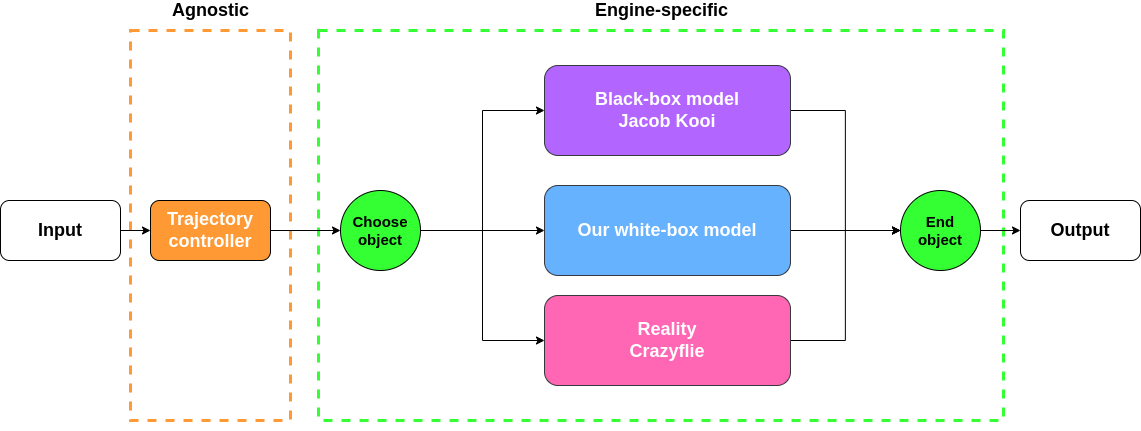 Agnostic
Engine-specific
Input
Trajectory
controller
Choose
object
Black-box model
Jacob Kooi
Our white-box model
Reality
Crazyflie
End
object
Output